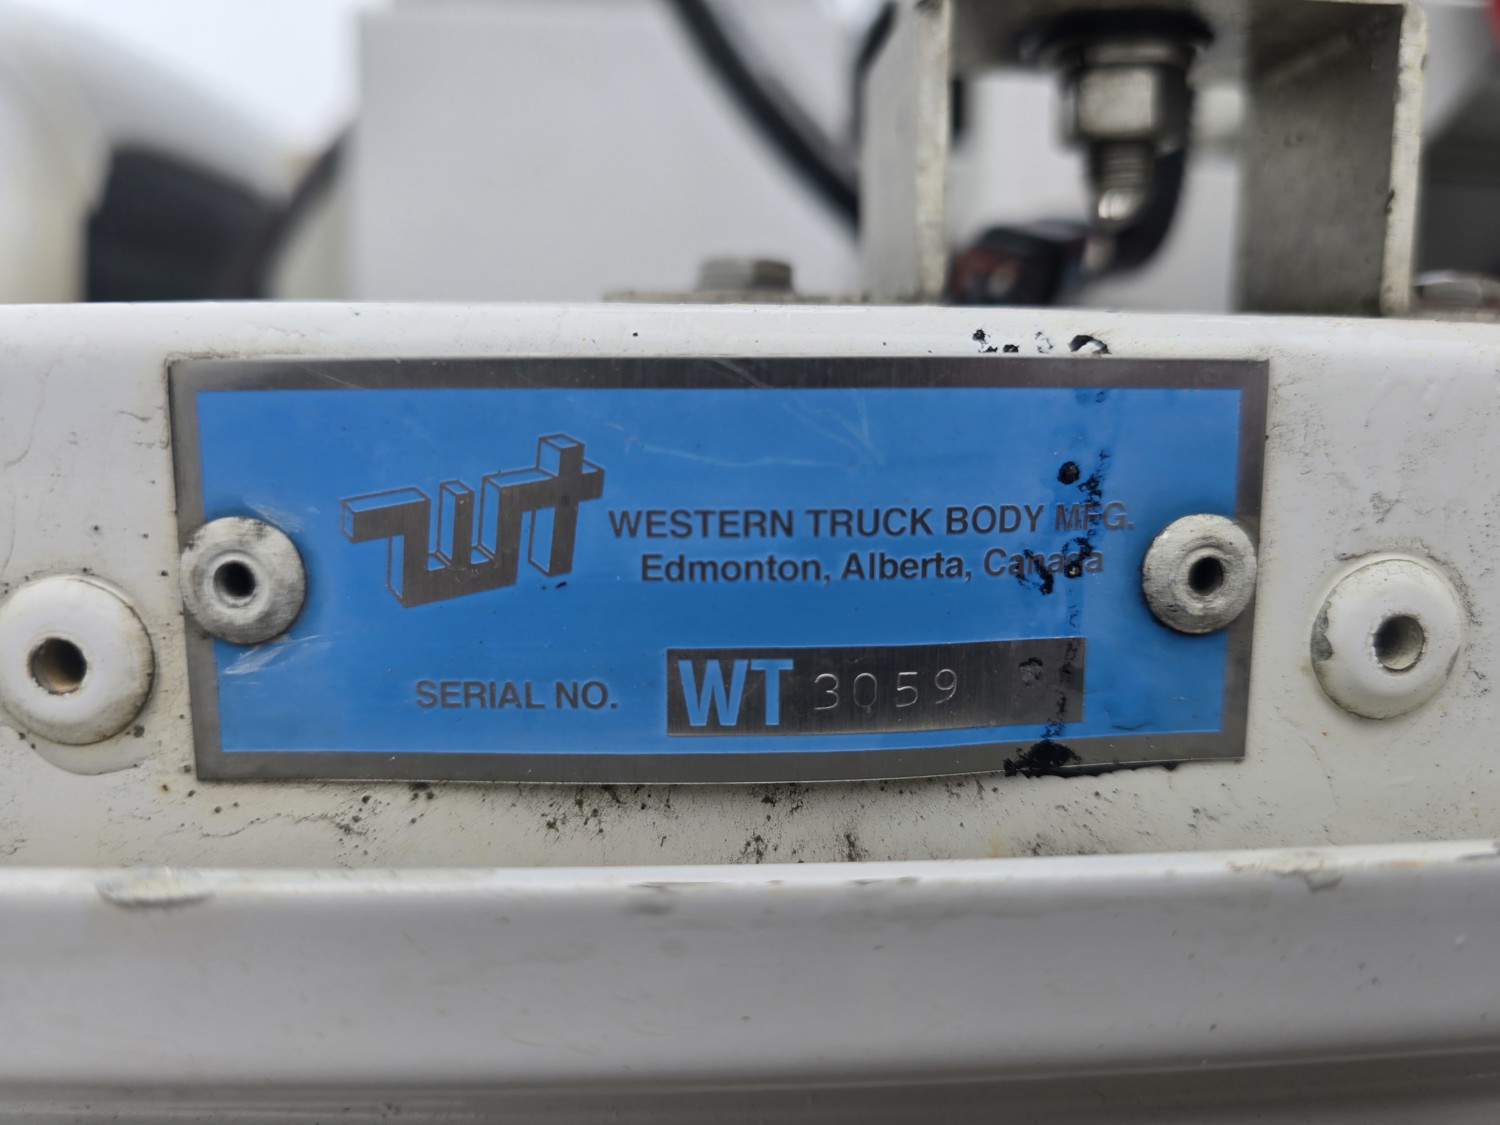 wt
WESTERN TRUCK BODY MFG.
Edmonton, Alberta, Canada
SERIAL NO. WT 3059